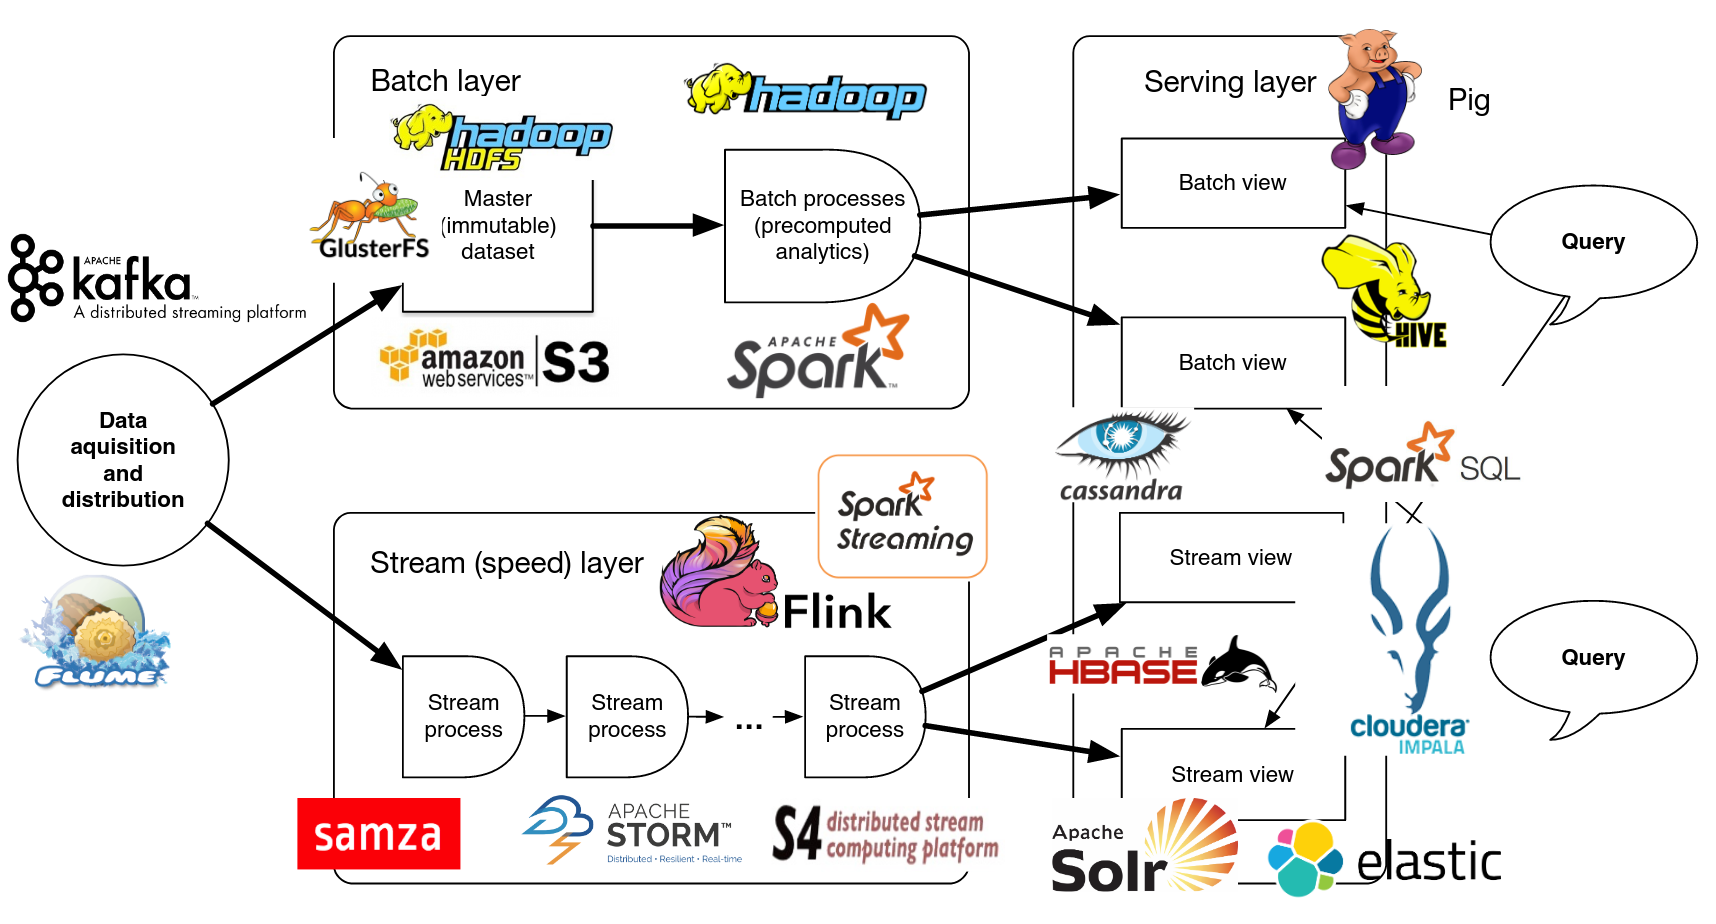 Batch layer
hadoop
HDFS
hadoop
Master
(immutable)
dataset
GlusterFS
Batch processes
(precomputed
analytics)
amazon
web services™
S3
APACHE
Spark™
APACHE
kafka™
A distributed streaming platform
Data
aquisition
and
distribution
FLUME
Stream (speed) layer
Flink
Spark
Streaming
Stream
process
Stream
process
...
Stream
process
samza
APACHE
STORM™
Distributed • Resilient • Real-time
S4
distributed stream
computing platform
Serving layer
Pig
Batch view
HIVE
Batch view
cassandra
Spark SQL
Stream view
APACHE
HBASE
Stream view
cloudera
IMPALA
Apache
Solr
elastic
Query
Query